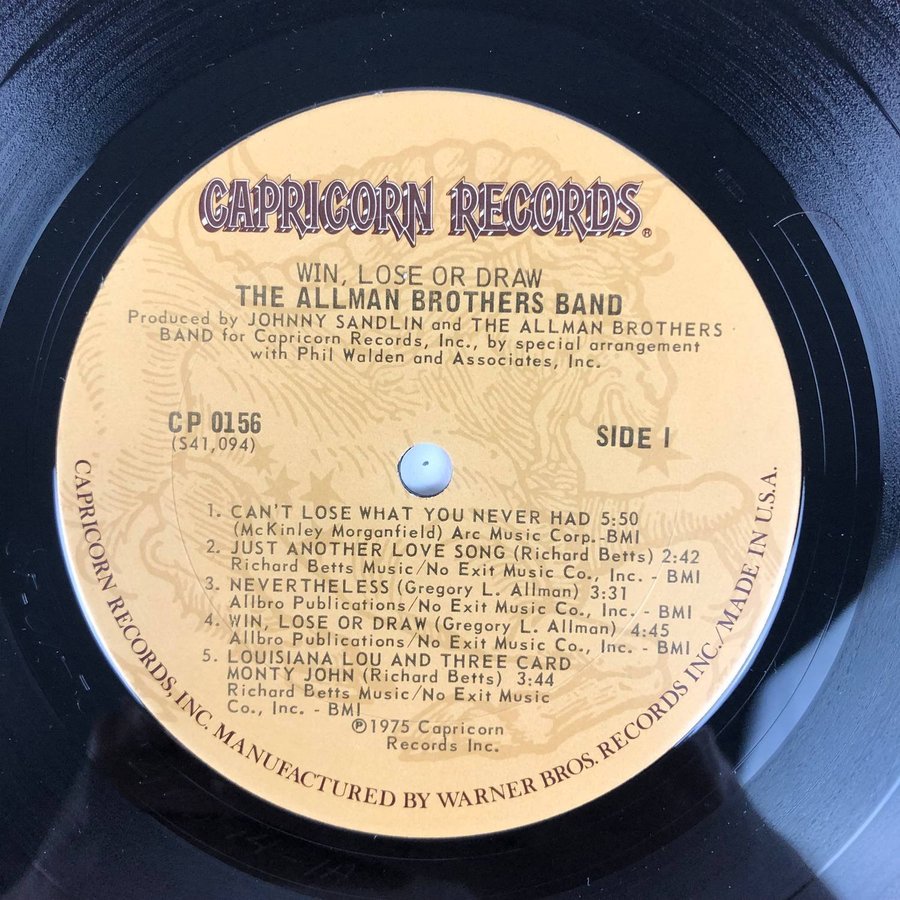 CAPRICORN RECORDS®
WIN, LOSE OR DRAW
THE ALLMAN BROTHERS BAND
Produced by JOHNNY SANDLIN and THE ALLMAN BROTHERS
BAND for Capricorn Records, Inc., by special arrangement
with Phil Walden and Associates, Inc.
CP 0156
(S41,094)
SIDE 1
1. CAN'T LOSE WHAT YOU NEVER HAD 5:50
(McKinley Morganfield) Arc Music Corp.-BMI
2. JUST ANOTHER LOVE SONG (Richard Betts) 2:42
Richard Betts Music/No Exit Music Co., Inc. - BMI
3. NEVERTHELESS (Gregory L. Allman) 3:31
Allbro Publications/No Exit Music Co., Inc. - BMI
4. WIN, LOSE OR DRAW (Gregory L. Allman) 4:45
Allbro Publications/No Exit Music Co., Inc. - BMI
5. LOUISIANA LOU AND THREE CARD
MONTY JOHN (Richard Betts) 3:44
Richard Betts Music/No Exit Music
Co., Inc. - BMI
℗1975 Capricorn
Records Inc.
CAPRICORN RECORDS, INC. MANUFACTURED BY WARNER BROS. RECORDS INC./MADE IN U.S.A.